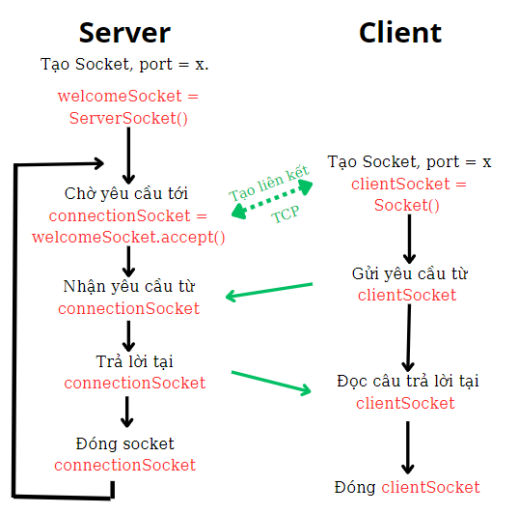 Server
Tạo Socket, port = x.
welcomeSocket =
ServerSocket()
Chờ yêu cầu tới
connectionSocket =
welcomeSocket.accept()
Nhận yêu cầu từ
connectionSocket
Trả lời tại
connectionSocket
Đóng socket
connectionSocket
Tạo liên kết
TCP
Client
Tạo Socket, port = x
clientSocket =
Socket()
Gửi yêu cầu từ
clientSocket
Đọc câu trả lời tại
clientSocket
Đóng clientSocket